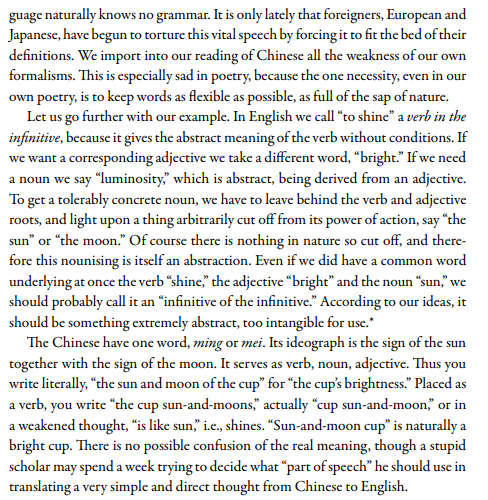 guage naturally knows no grammar. It is only lately that foreigners, European and
Japanese, have begun to torture this vital speech by forcing it to fit the bed of their
definitions. We import into our reading of Chinese all the weakness of our own
formalisms. This is especially sad in poetry, because the one necessity, even in our
own poetry, is to keep words as flexible as possible, as full of the sap of nature.
Let us go further with our example. In English we call “to shine” a verb in the
infinitive, because it gives the abstract meaning of the verb without conditions. If
we want a corresponding adjective we take a different word, “bright.” If we need
a noun we say “luminosity,” which is abstract, being derived from an adjective.
To get a tolerably concrete noun, we have to leave behind the verb and adjective
roots, and light upon a thing arbitrarily cut off from its power of action, say “the
sun” or “the moon.” Of course there is nothing in nature so cut off, and there-
fore this nounising is itself an abstraction. Even if we did have a common word
underlying at once the verb “shine,” the adjective “bright” and the noun “sun,” we
should probably call it an “infinitive of the infinitive.” According to our ideas, it
should be something extremely abstract, too intangible for use.*
The Chinese have one word, ming or mei. Its ideograph is the sign of the sun
together with the sign of the moon. It serves as verb, noun, adjective. Thus you
write literally, “the sun and moon of the cup” for “the cup’s brightness.” Placed as
a verb, you write “the cup sun-and-moons,” actually “cup sun-and-moon,” or in
a weakened thought, “is like sun,” i.e., shines. “Sun-and-moon cup” is naturally a
bright cup. There is no possible confusion of the real meaning, though a stupid
scholar may spend a week trying to decide what “part of speech” he should use in
translating a very simple and direct thought from Chinese to English.